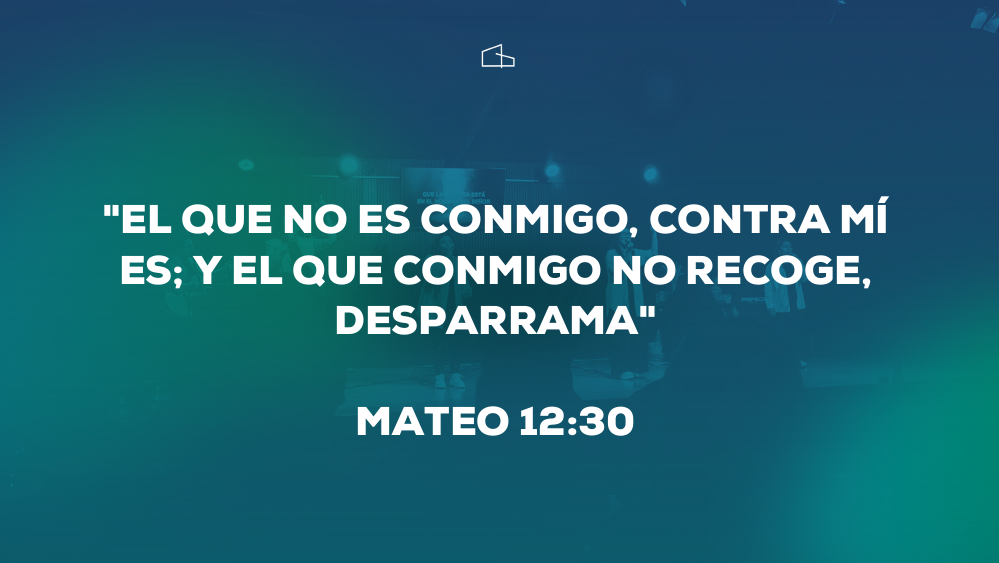 "EL QUE NO ES CONMIGO, CONTRA MÍ
ES; Y EL QUE CONMIGO NO RECOGE,
DESPARRAMA"
MATEO 12:30